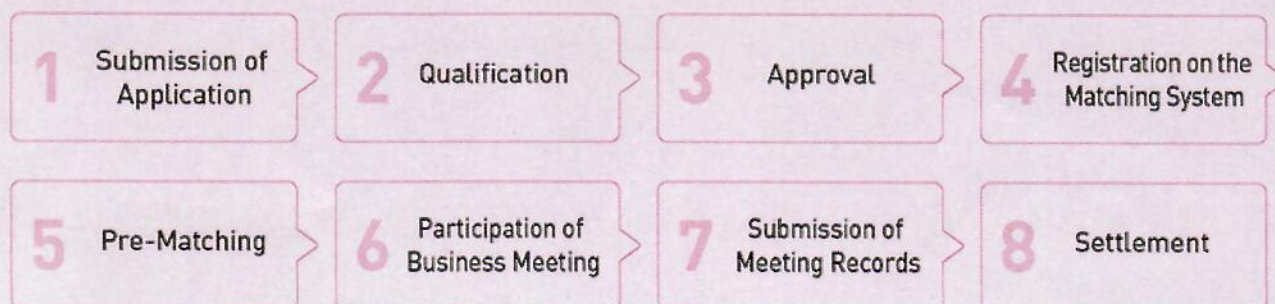 1 Submission of
Application
2 Qualification
3 Approval
4 Registration on the
Matching System
5 Pre-Matching
6 Participation of
Business Meeting
7 Submission of
Meeting Records
8 Settlement